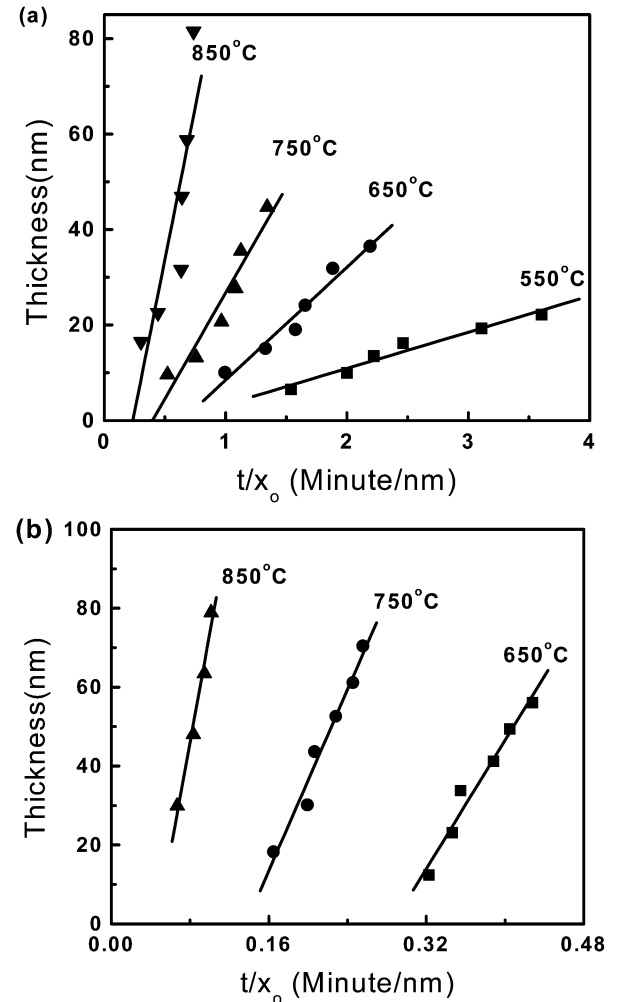 (a)
80
60
40
20
0
Thickness(nm)
850°C
750°C
650°C
550°C
0 1 2 3 4
t/xₒ (Minute/nm)
(b)
100
80
60
40
20
0
Thickness(nm)
850°C
750°C
650°C
0.00 0.16 0.32 0.48
t/xₒ (Minute/nm)